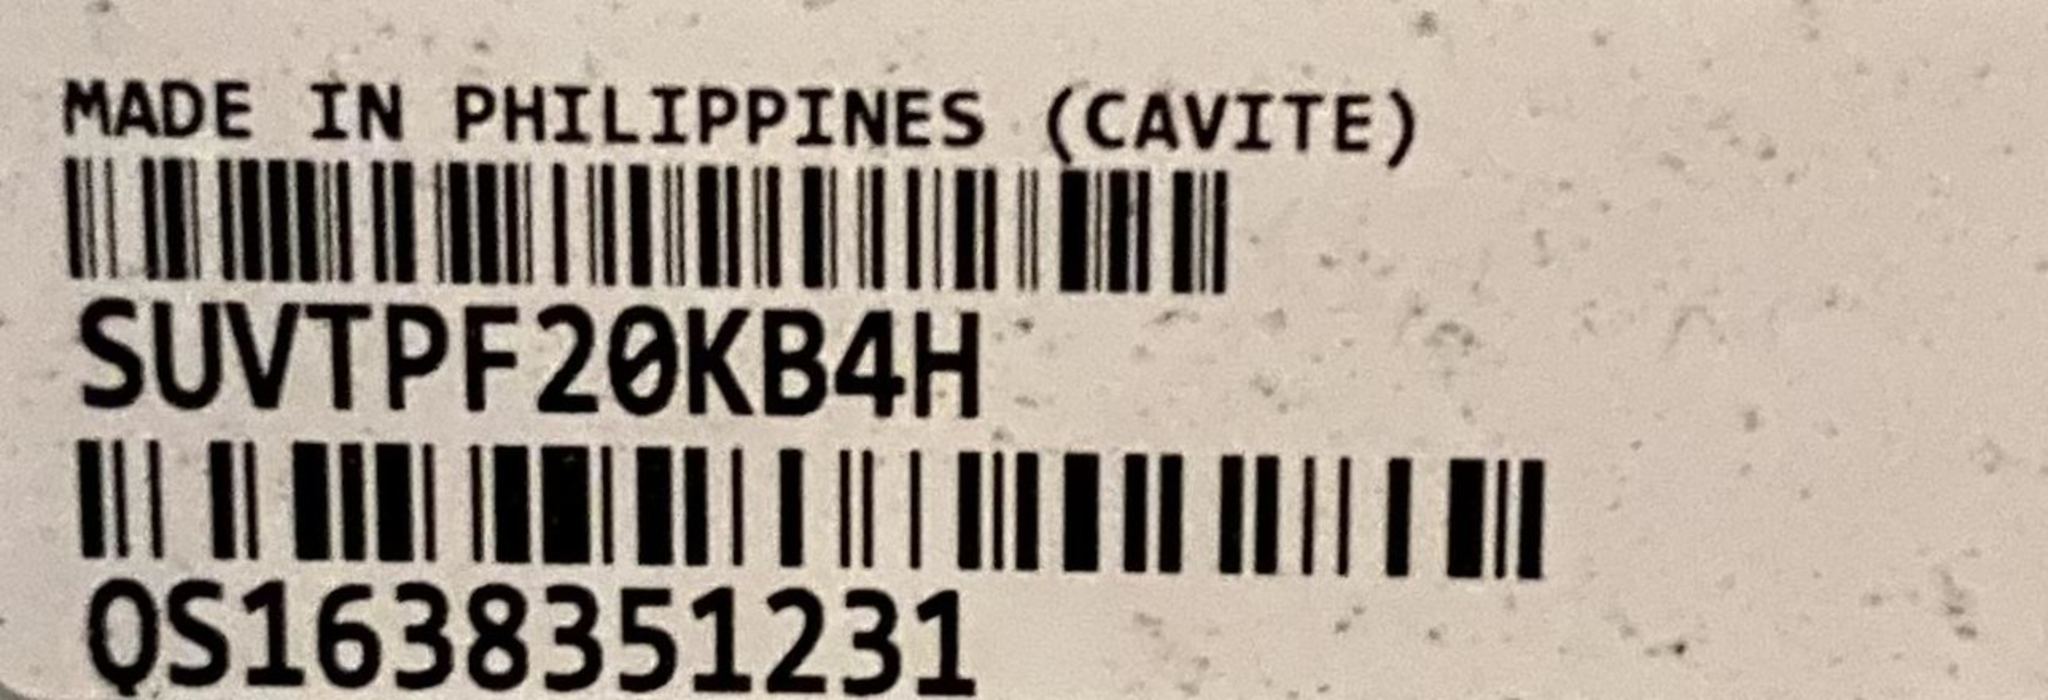 MADE IN PHILIPPINES (CAVITE)
SUVTPF20KB4H
QS1638351231